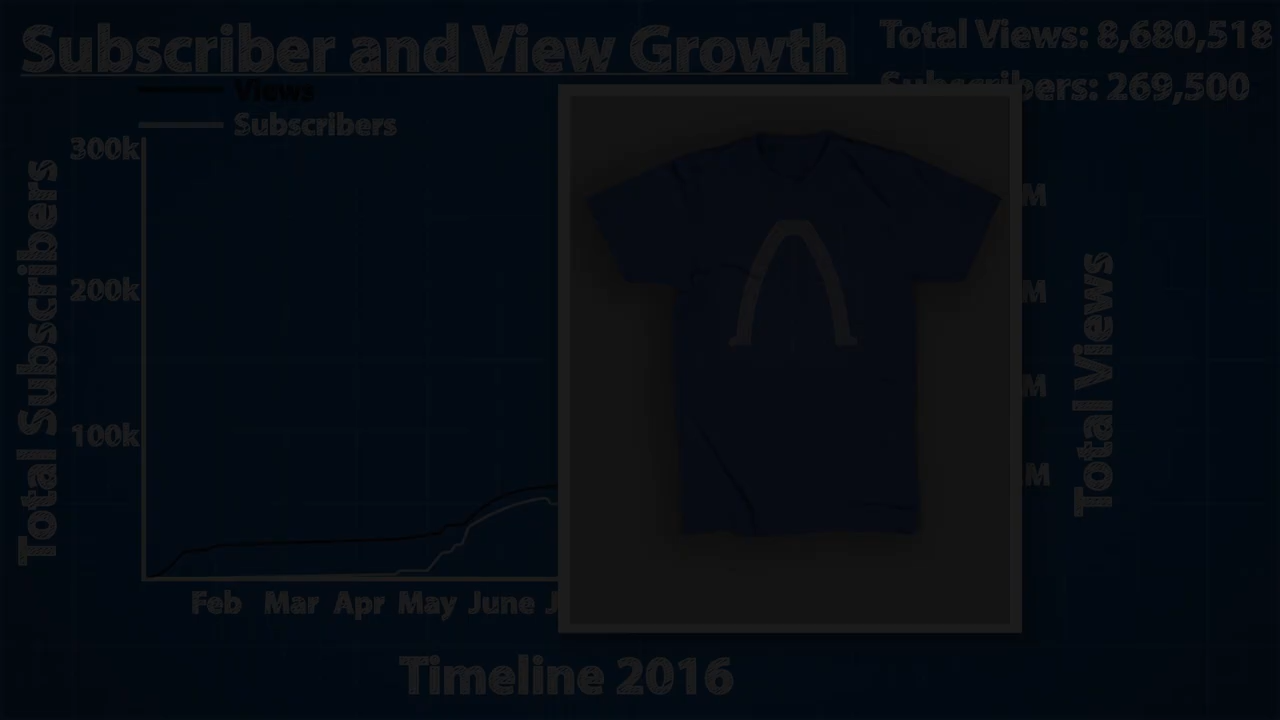 Subscriber and View Growth
Total Views: 8,680,518
Subscribers: 269,500
Views
Subscribers
300k
200k
100k
Total Subscribers
M
M
M
M
Total Views
Feb Mar Apr May June J
Timeline 2016